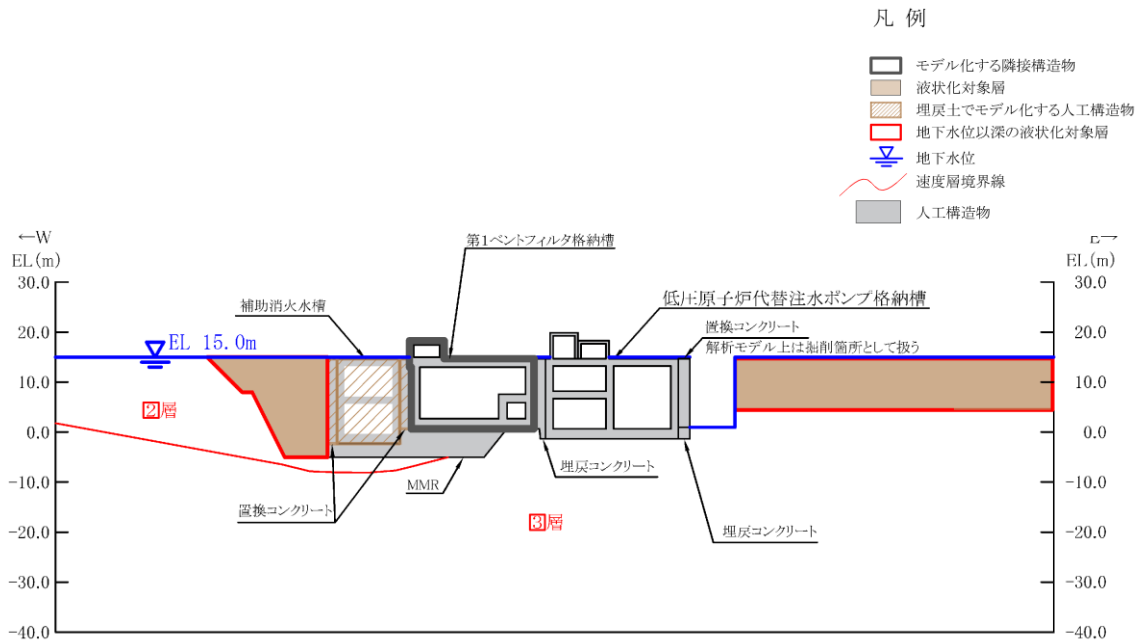 凡 例
モデル化する隣接構造物
液状化対象層
埋戻土でモデル化する人工構造物
地下水位以深の液状化対象層
地下水位
速度層境界線
人工構造物
←W
EL(m)
E→
EL(m)
第1ベントフィルタ格納槽
補助消火水槽
低圧原子炉代替注水ポンプ格納槽
置換コンクリート
解析モデル上は掘削箇所として扱う
EL 15.0m
30.0
20.0
10.0
0.0
-10.0
-20.0
-30.0
-40.0
②層
③層
置換コンクリート
MMR
埋戻コンクリート
埋戻コンクリート
30.0
20.0
10.0
0.0
-10.0
-20.0
-30.0
-40.0